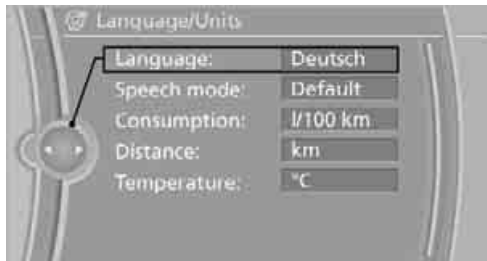 Language/Units
Language: Deutsch
Speech mode: Default
Consumption: l/100 km
Distance: km
Temperature: °C